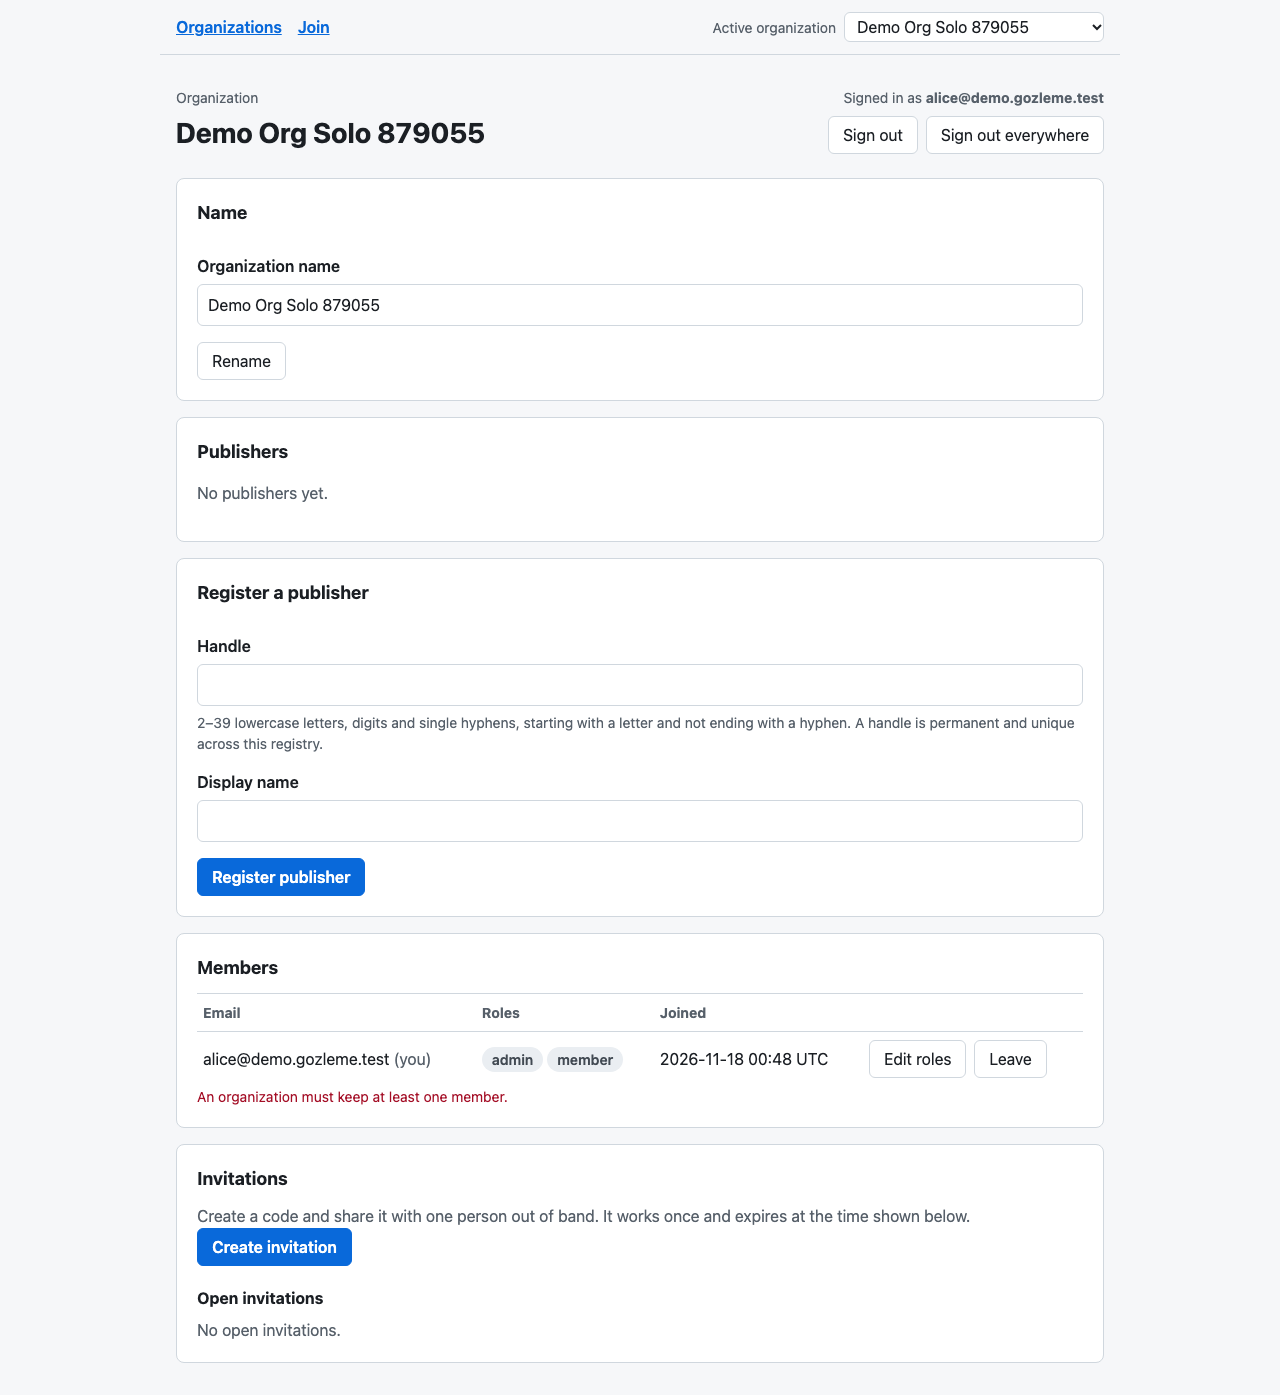 Organizations Join Active organization Demo Org Solo 879055
Organization Signed in as alice@demo.gozleme.test
Demo Org Solo 879055 Sign out Sign out everywhere
Name
Organization name
Demo Org Solo 879055
Rename
Publishers
No publishers yet.
Register a publisher
Handle
2–39 lowercase letters, digits and single hyphens, starting with a letter and not ending with a hyphen. A handle is permanent and unique
across this registry.
Display name
Register publisher
Members
Email Roles Joined
alice@demo.gozleme.test (you) admin member 2026-11-18 00:48 UTC Edit roles Leave
An organization must keep at least one member.
Invitations
Create a code and share it with one person out of band. It works once and expires at the time shown below.
Create invitation
Open invitations
No open invitations.